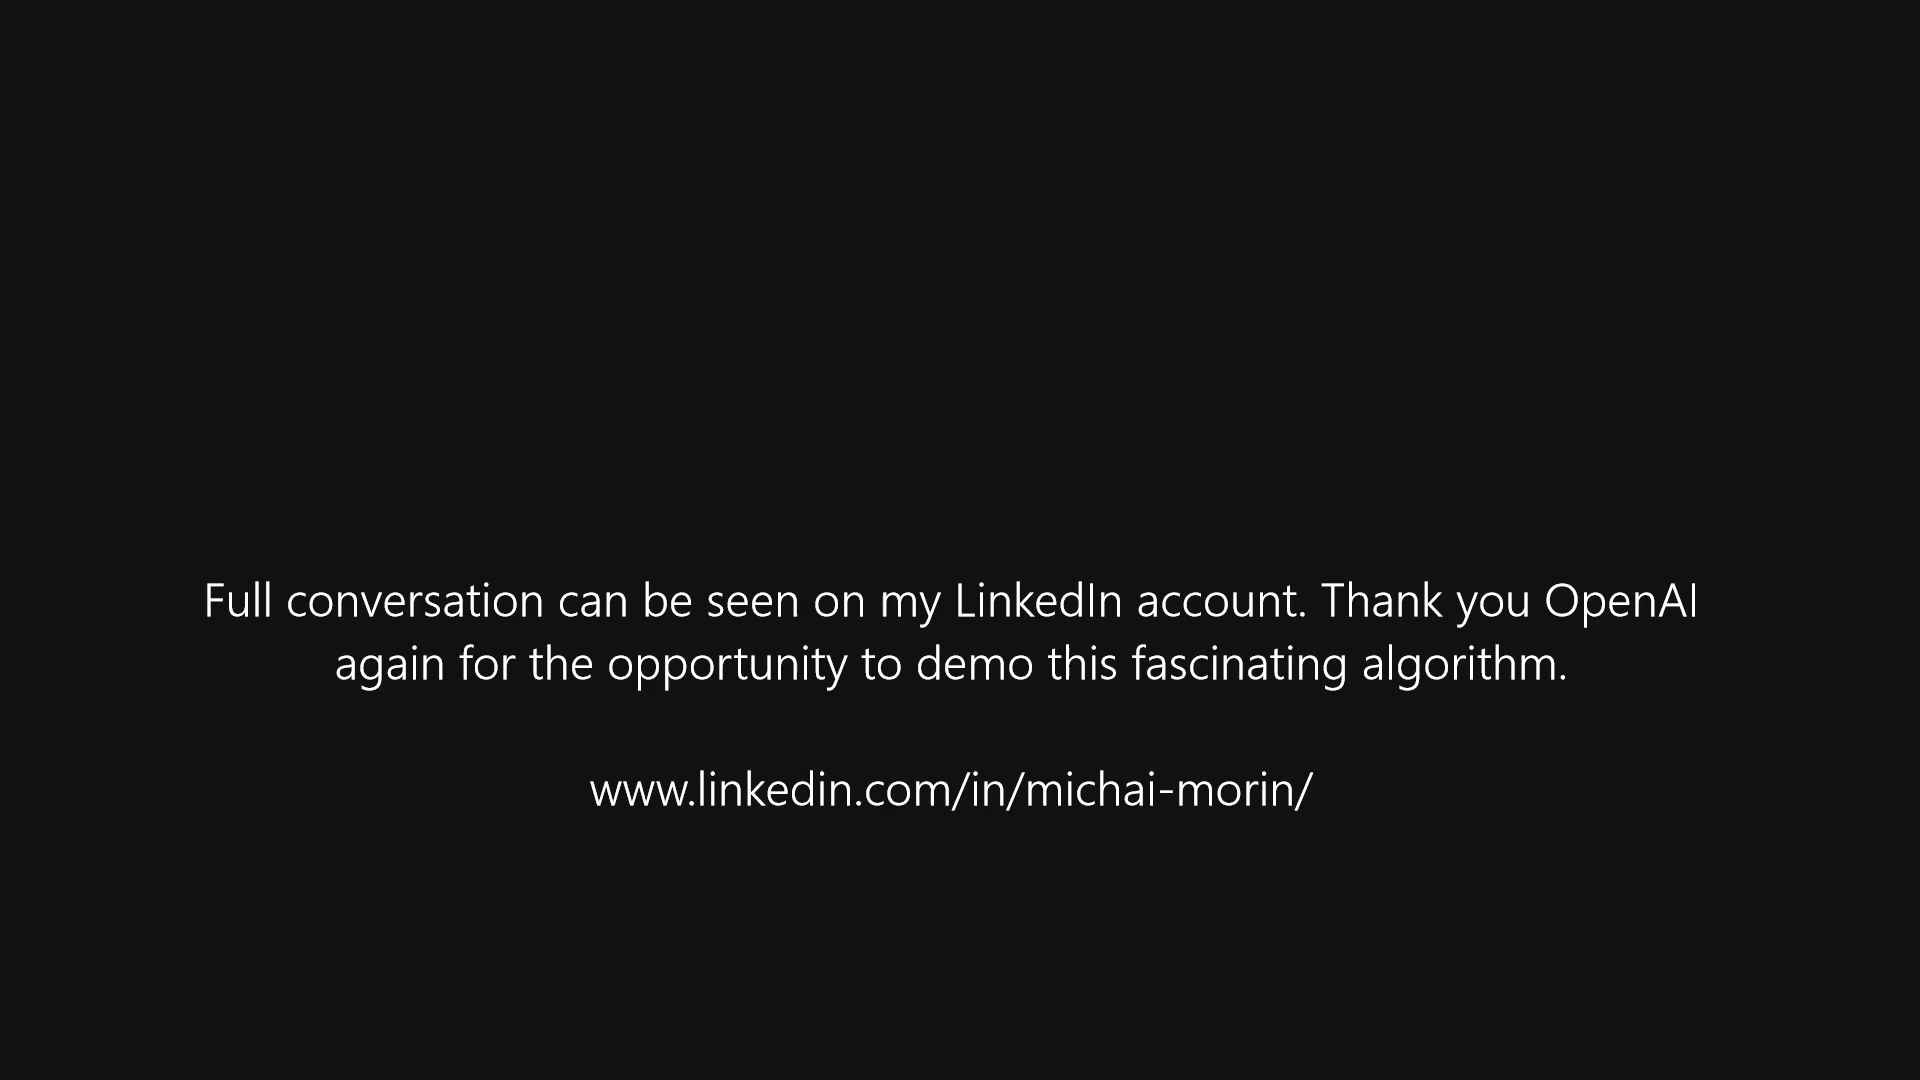 Full conversation can be seen on my LinkedIn account. Thank you OpenAI
again for the opportunity to demo this fascinating algorithm.
www.linkedin.com/in/michai-morin/